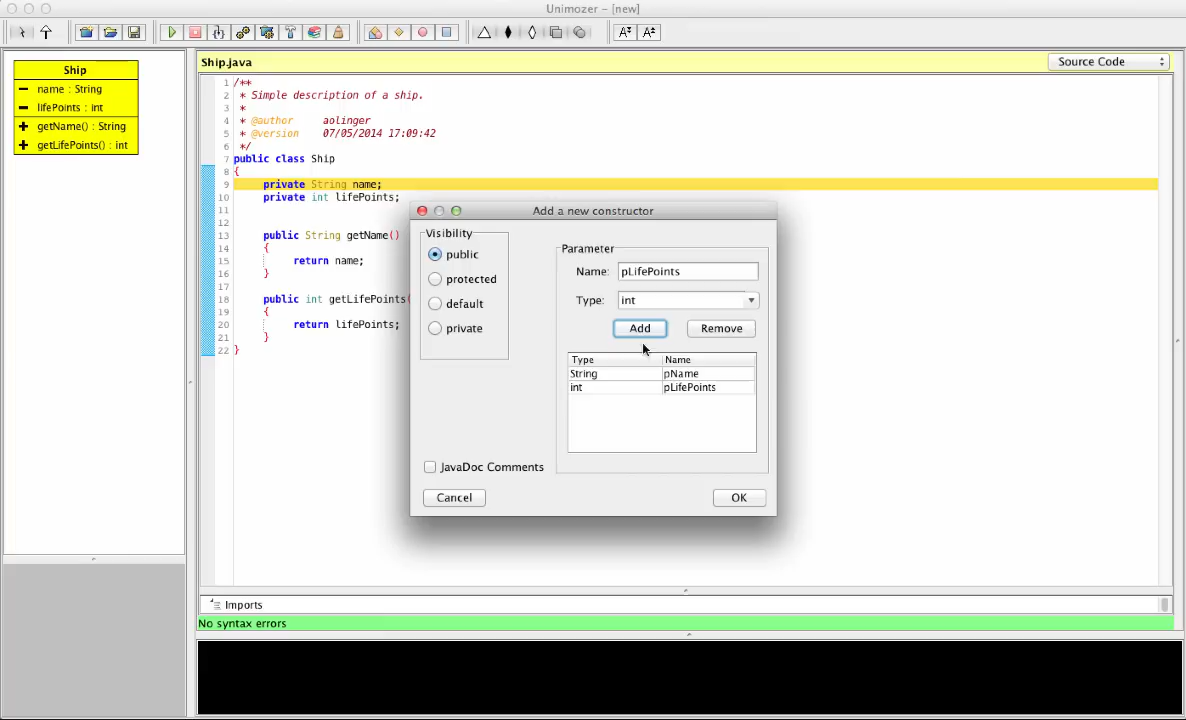 Unimozer – [new]
Ship
name : String
lifePoints : int
getName() : String
getLifePoints() : int
Ship.java
Source Code
1 /**
2 * Simple description of a ship.
3 *
4 * @author aolinger
5 * @version 07/05/2014 17:09:42
6 */
7 public class Ship
8 {
9 private String name;
10 private int lifePoints;
11
12
13 public String getName()
14 {
15 return name;
16 }
17
18 public int getLifePoints(
19 {
20 return lifePoints;
21 }
22 }
Add a new constructor
Visibility
public
protected
default
private
Parameter
Name: pLifePoints
Type: int
Add Remove
Type Name
String pName
int pLifePoints
JavaDoc Comments
Cancel OK
Imports
No syntax errors